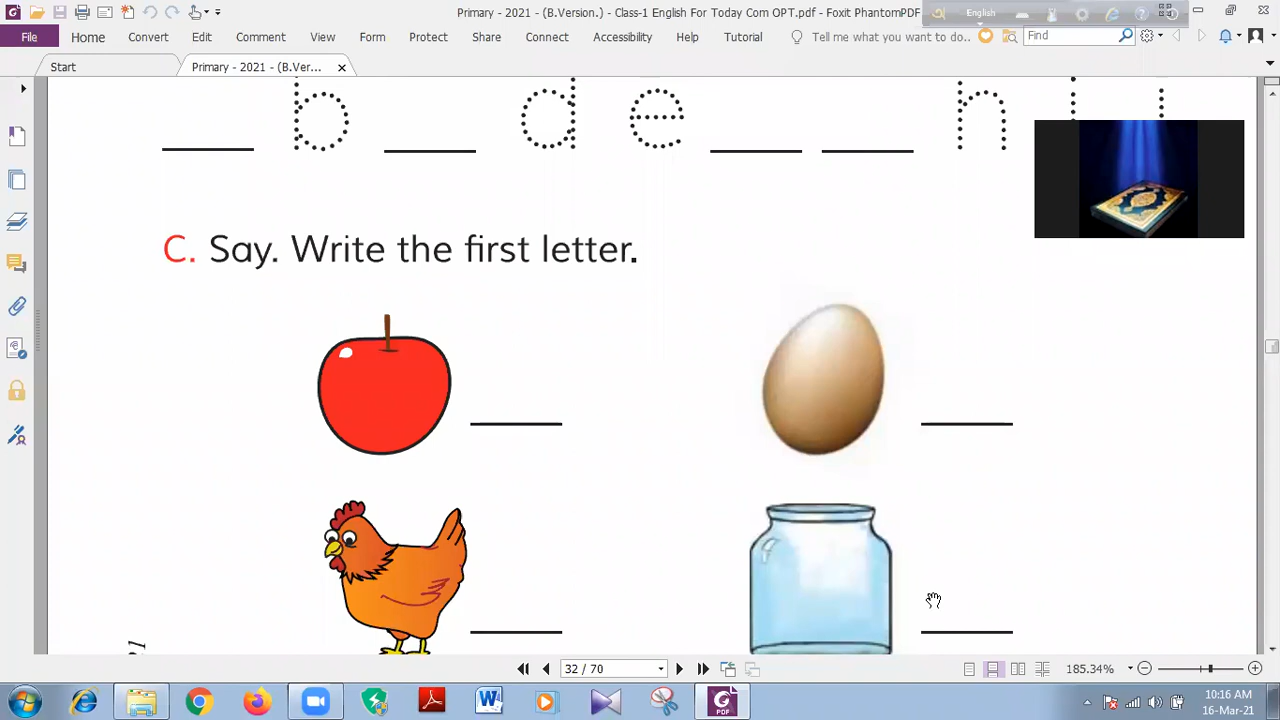 Primary - 2021 - (B.Version.) - Class-1 English For Today Com OPT.pdf - Foxit PhantomPDF
English
File Home Convert Edit Comment View Form Protect Share Connect Accessibility Help Tutorial Tell me what you want to do.. Find
Start Primary - 2021 - (B.Ver...
b d e h i
C. Say. Write the first letter.
32 / 70
185.34%
PDF
10:16 AM
16-Mar-21